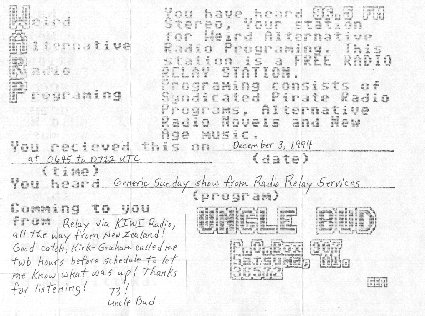 Weird
Alternative
Radio
Programing
You have heard 96.5 FM
Stereo, Your station
for Weird Alternative
Radio Programing. This
station is a FREE RADIO
RELAY STATION.
Programing consists of
Syndicated Pirate Radio
Programs, Alternative
Radio Novels and New
Age music.
You recieved this on December 3, 1994
at 0645 to 0722 UTC (date)
(time)
You heard Generic Sunday show from Radio Relay Services
(program)
Comming to you
from Relay via KIWI Radio,
all the way from New Zealand!
Good catch, Kirk. Graham called me
two hours before schedule to let
me know what was up! Thanks
for listening! 73!
Uncle Bud
UNCLE BUD
P.O. Box
Katsuma,